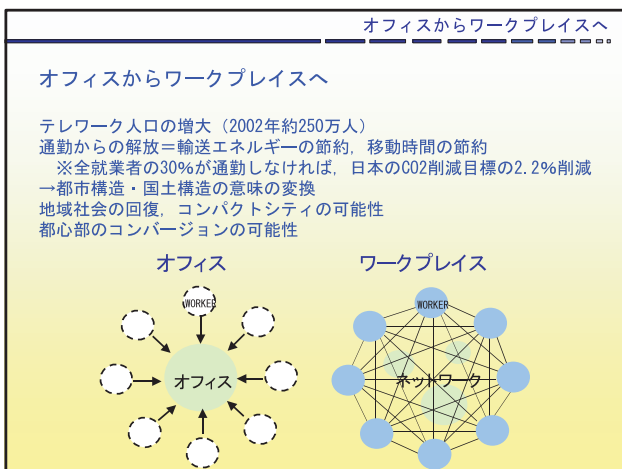 オフィスからワークプレイスへ
オフィスからワークプレイスへ
テレワーク人口の増大（2002年約250万人）
通勤からの解放＝輸送エネルギーの節約，移動時間の節約
※全就業者の30%が通勤しなければ，日本のCO2削減目標の2.2%削減
→都市構造・国土構造の意味の変換
地域社会の回復，コンパクトシティの可能性
都心部のコンバージョンの可能性
オフィス
ワークプレイス
WORKER
オフィス
WORKER
ネットワーク